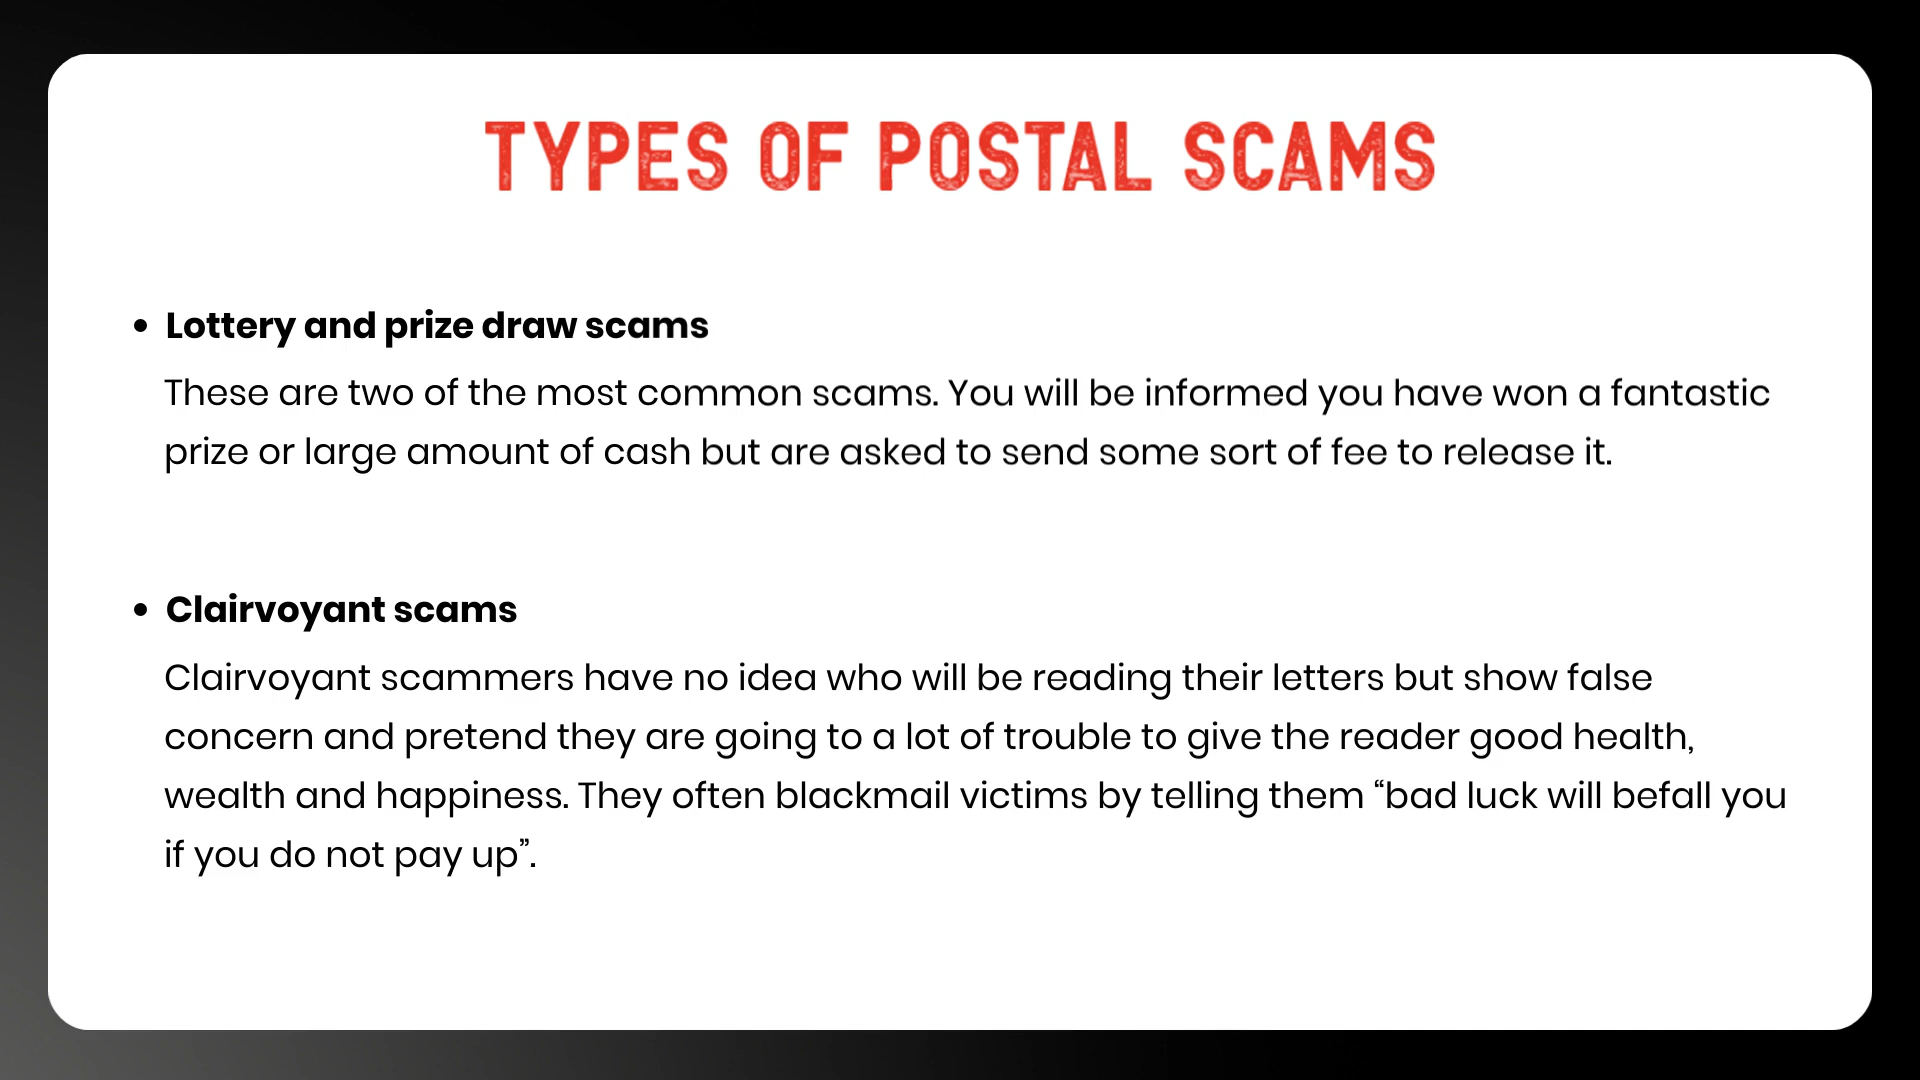 TYPES OF POSTAL SCAMS
• Lottery and prize draw scams
These are two of the most common scams. You will be informed you have won a fantastic
prize or large amount of cash but are asked to send some sort of fee to release it.
• Clairvoyant scams
Clairvoyant scammers have no idea who will be reading their letters but show false
concern and pretend they are going to a lot of trouble to give the reader good health,
wealth and happiness. They often blackmail victims by telling them “bad luck will befall you
if you do not pay up”.